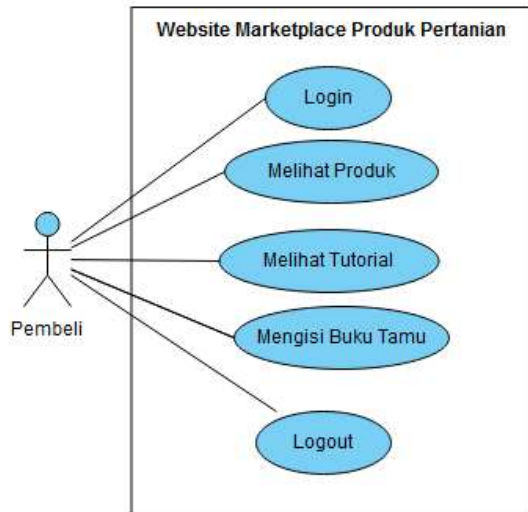 Website Marketplace Produk Pertanian
Login
Melihat Produk
Melihat Tutorial
Pembeli
Mengisi Buku Tamu
Logout